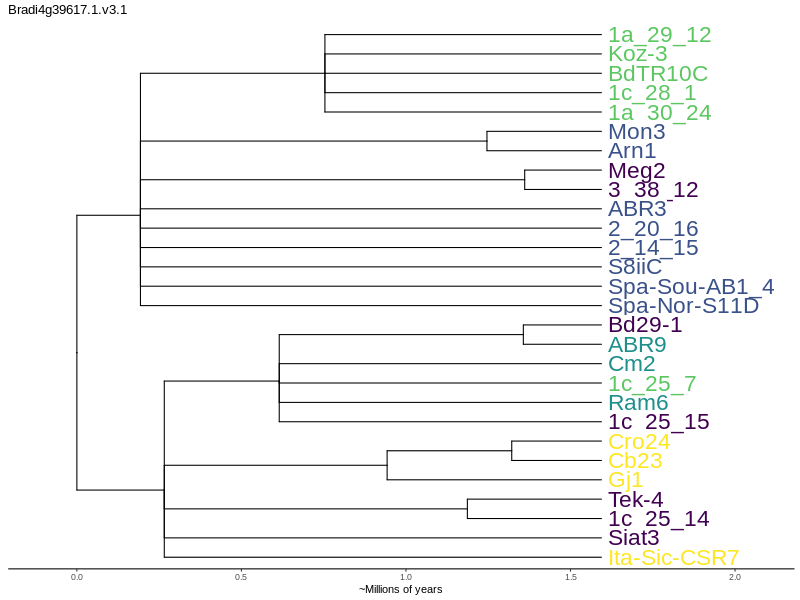 Bradi4g39617.1.v3.1
1a_29_12
Koz-3
BdTR10C
1c_28_1
1a_30_24
Mon3
Arn1
Meg2
3_38_12
ABR3
2_20_16
2_14_15
S8iiC
Spa-Sou-AB1_4
Spa-Nor-S11D
Bd29-1
ABR9
Cm2
1c_25_7
Ram6
1c_25_15
Cro24
Cb23
Gj1
Tek-4
1c_25_14
Siat3
Ita-Sic-CSR7
0.0 0.5 1.0 1.5 2.0
~Millions of years